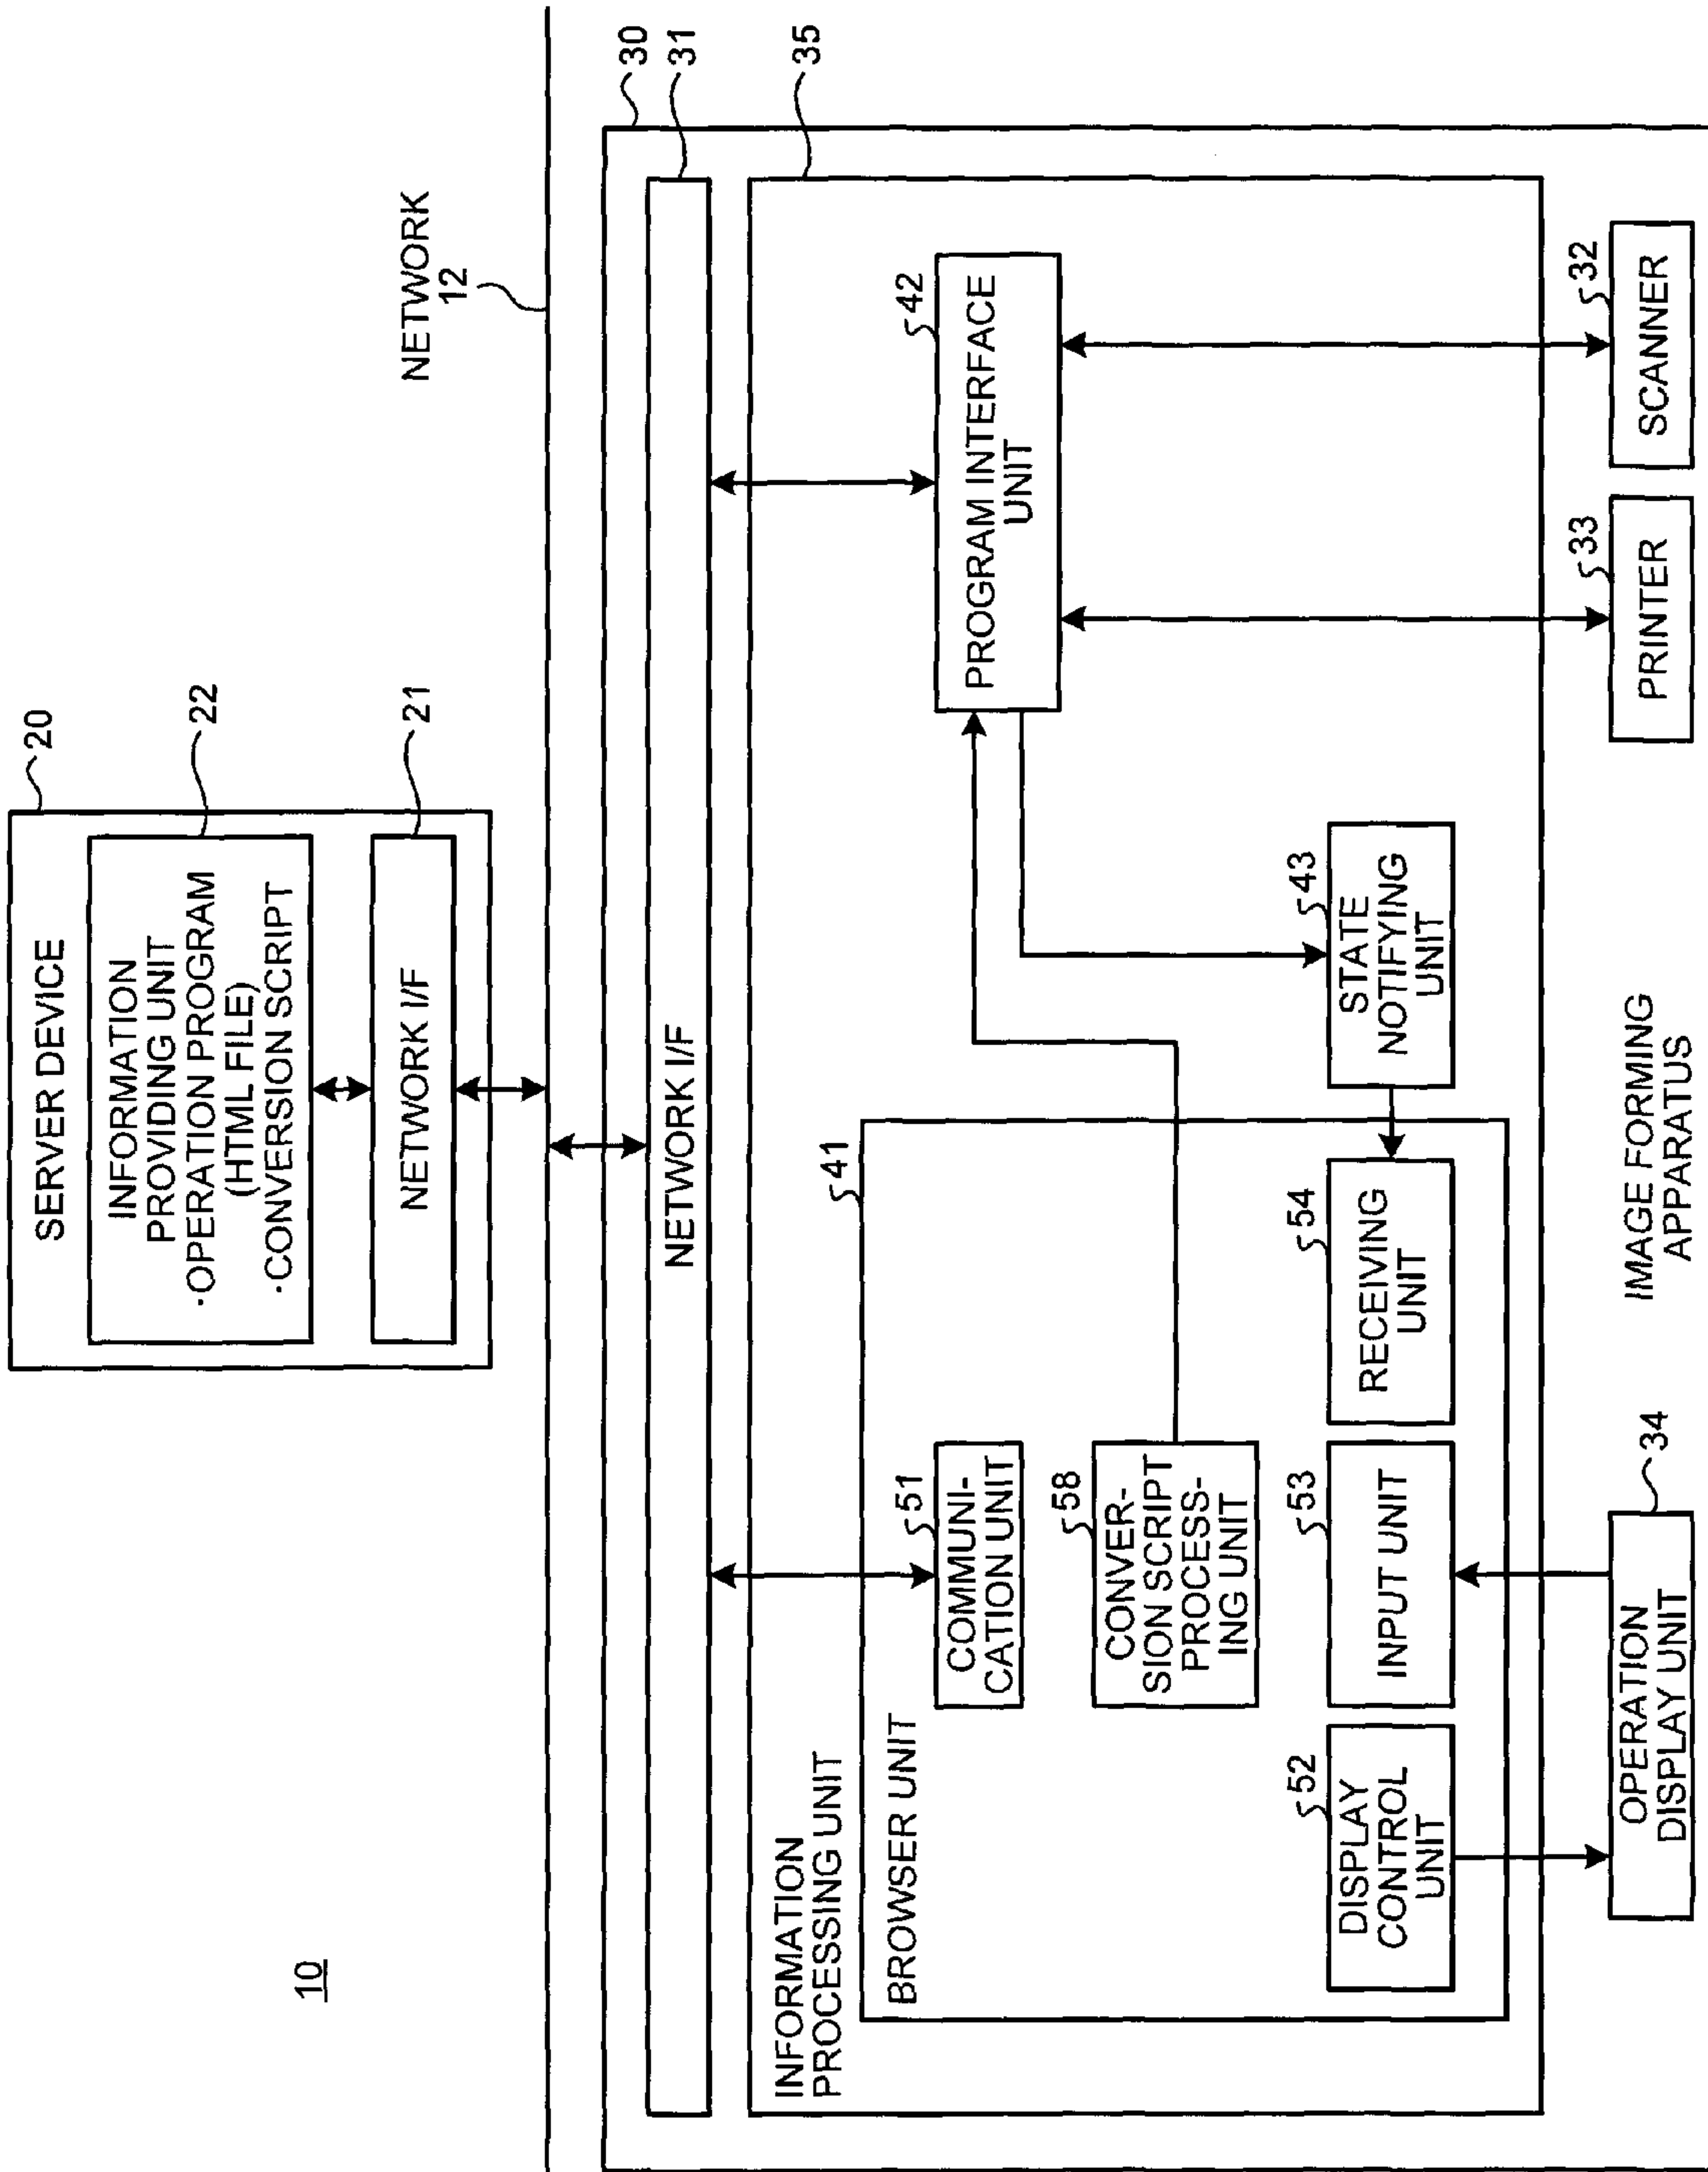 10
20
SERVER DEVICE
22
INFORMATION
PROVIDING UNIT
·OPERATION PROGRAM
(HTML FILE)
·CONVERSION SCRIPT
21
NETWORK I/F
NETWORK
12
30
31
NETWORK I/F
35
INFORMATION
PROCESSING UNIT
41
BROWSER UNIT
51
COMMUNI-
CATION UNIT
42
PROGRAM INTERFACE
UNIT
58
CONVER-
SION SCRIPT
PROCESS-
ING UNIT
52
DISPLAY
CONTROL
UNIT
53
INPUT UNIT
54
RECEIVING
UNIT
43
STATE
NOTIFYING
UNIT
34
OPERATION
DISPLAY UNIT
IMAGE FORMING
APPARATUS
33
PRINTER
32
SCANNER